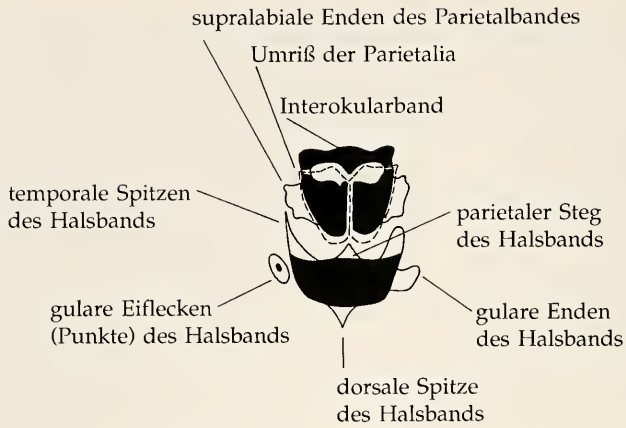 supralabiale Enden des Parietalbandes
Umriß der Parietalia
Interokularband
temporale Spitzen
des Halsbands
parietaler Steg
des Halsbands
gulare Eiflecken
(Punkte) des Halsbands
gulare Enden
des Halsbands
dorsale Spitze
des Halsbands